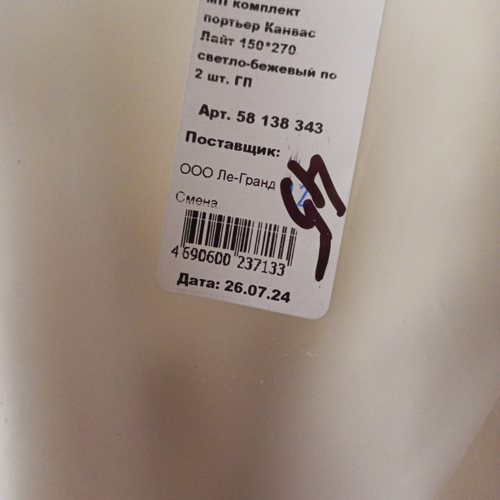 МП комплект
портьер Канвас
Лайт 150*270
светло-бежевый по
2 шт. ГП
Арт. 58 138 343
Поставщик:
ООО Ле-Гранд
Смена
4 690600 237133
Дата: 26.07.24